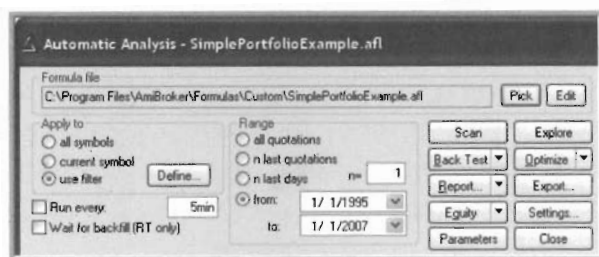 Automatic Analysis - SimplePortfolioExample.afl
Formula file
C:\Program Files\AmiBroker\Formulas\Custom\SimplePortfolioExample.afl Pick Edit
Apply to
all symbols
current symbol
use filter Define...
Run every: 5min
Wait for backfill (RT only)
Range
all quotations
n last quotations
n last days n= 1
from: 1/ 1/1995
to: 1/ 1/2007
Scan Explore
Back Test Optimize
Report... Export...
Equity Settings...
Parameters Close